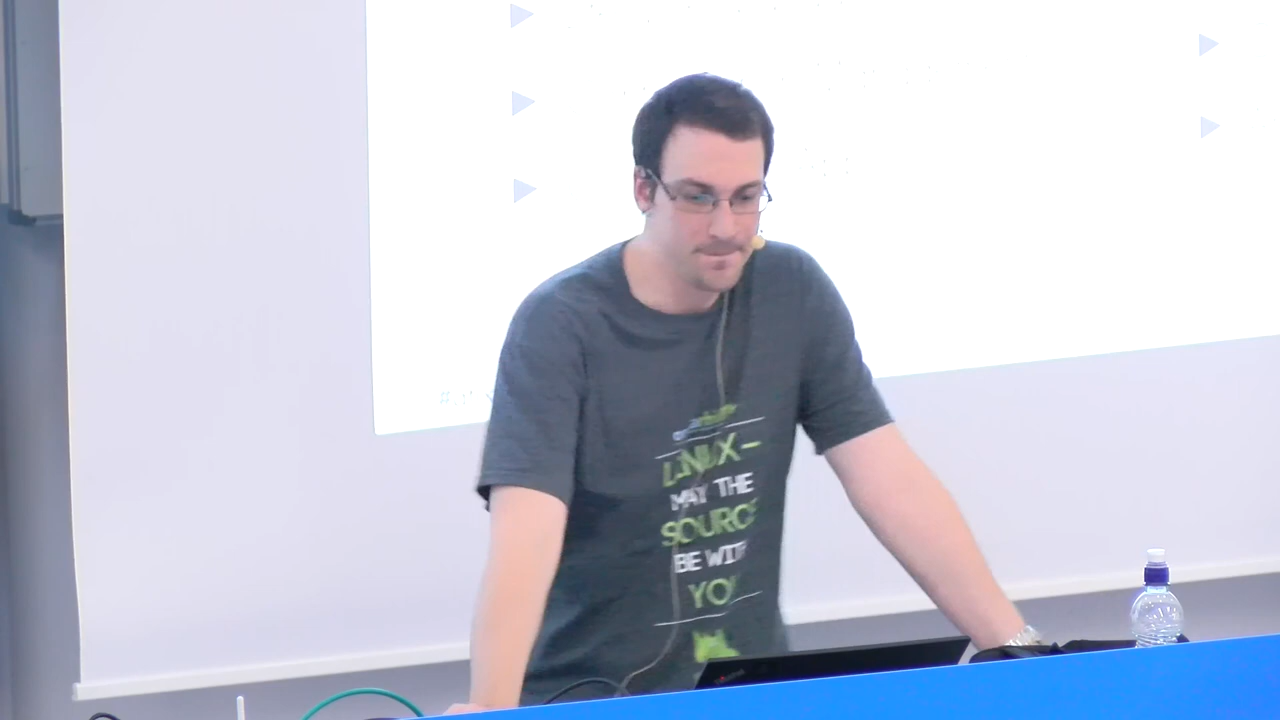 LINUX –
MAY THE
SOURCE
BE WITH
YOU